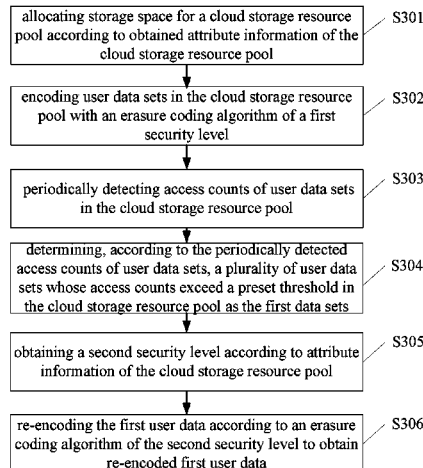 allocating storage space for a cloud storage resource
pool according to obtained attribute information of the
cloud storage resource pool
S301
encoding user data sets in the cloud storage resource
pool with an erasure coding algorithm of a first
security level
S302
periodically detecting access counts of user data sets
in the cloud storage resource pool
S303
determining, according to the periodically detected
access counts of user data sets, a plurality of user data
sets whose access counts exceed a preset threshold in
the cloud storage resource pool as the first data sets
S304
obtaining a second security level according to attribute
information of the cloud storage resource pool
S305
re-encoding the first user data according to an erasure
coding algorithm of the second security level to obtain
re-encoded first user data
S306